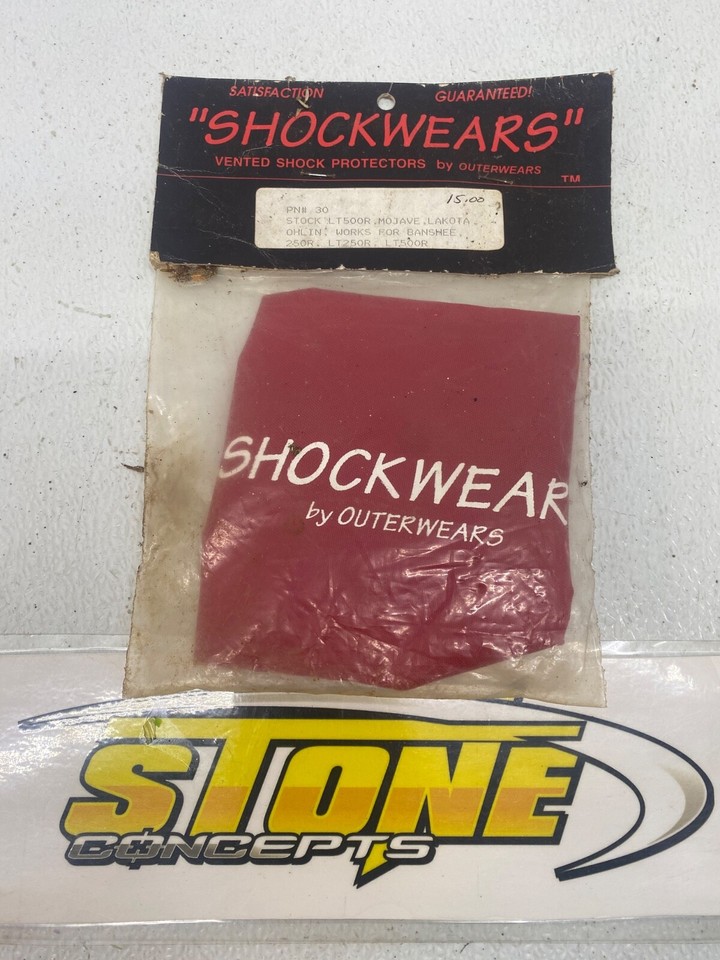 SATISFACTION GUARANTEED!
"SHOCKWEARS"
VENTED SHOCK PROTECTORS by OUTERWEARS
TM
15.00
PN# 30
STOCK LT500R,MOJAVE,LAKOTA
OHLIN, WORKS FOR BANSHEE,
250R, LT250R, LT500R
SHOCKWEAR
by OUTERWEARS
STONE
CONCEPTS